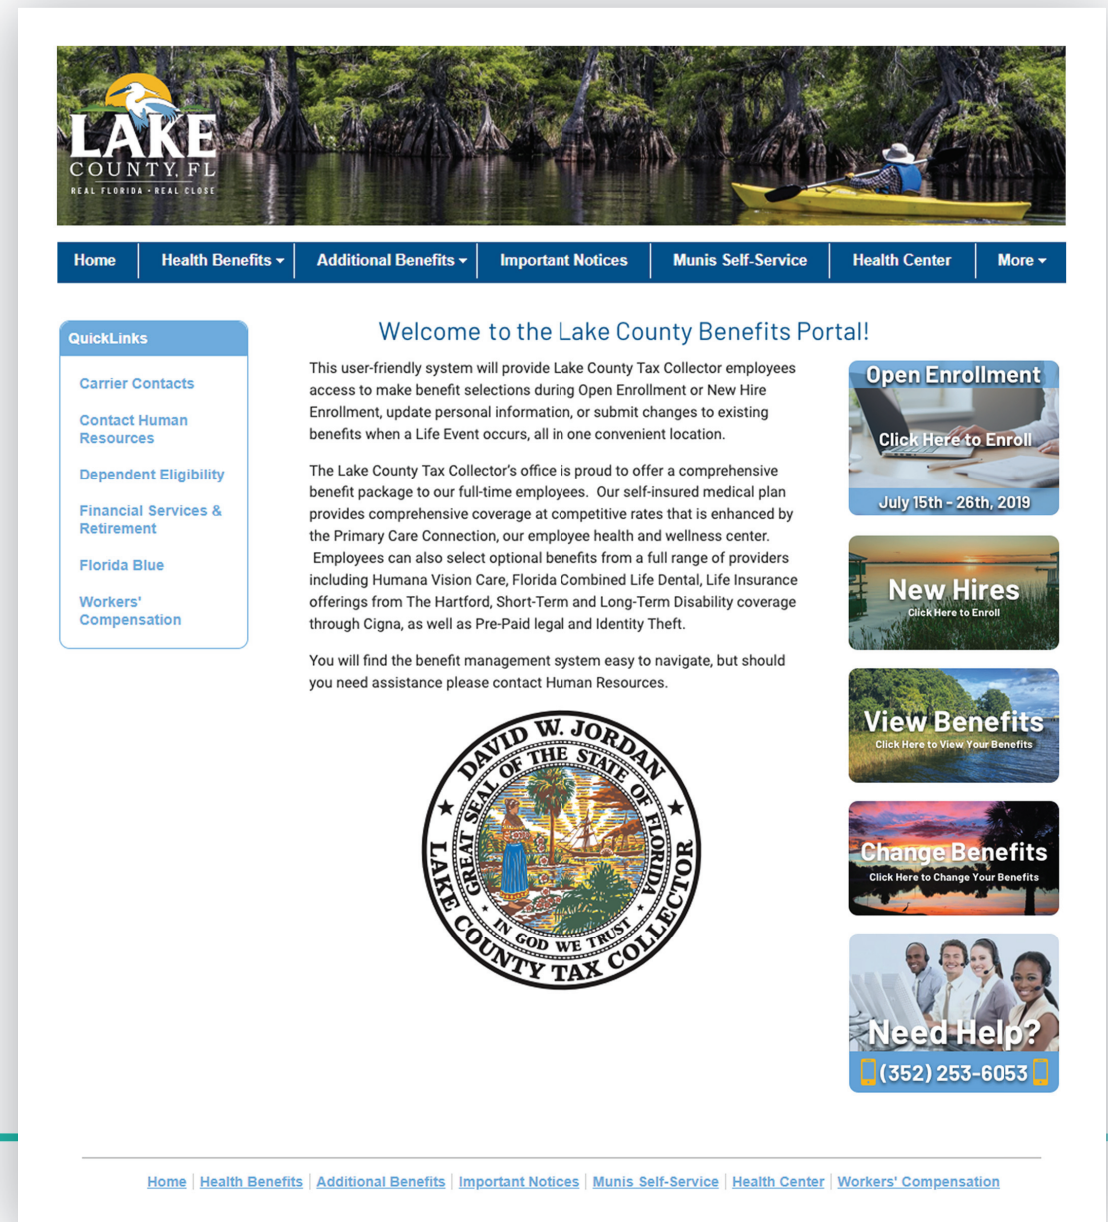 LAKE
COUNTY, FL
REAL FLORIDA • REAL CLOSE
Home
Health Benefits
Additional Benefits
Important Notices
Munis Self-Service
Health Center
More
QuickLinks
Carrier Contacts
Contact Human
Resources
Dependent Eligibility
Financial Services &
Retirement
Florida Blue
Workers'
Compensation
Welcome to the Lake County Benefits Portal!
This user-friendly system will provide Lake County Tax Collector employees
access to make benefit selections during Open Enrollment or New Hire
Enrollment, update personal information, or submit changes to existing
benefits when a Life Event occurs, all in one convenient location.
The Lake County Tax Collector's office is proud to offer a comprehensive
benefit package to our full-time employees.  Our self-insured medical plan
provides comprehensive coverage at competitive rates that is enhanced by
the Primary Care Connection, our employee health and wellness center.
Employees can also select optional benefits from a full range of providers
including Humana Vision Care, Florida Combined Life Dental, Life Insurance
offerings from The Hartford, Short-Term and Long-Term Disability coverage
through Cigna, as well as Pre-Paid legal and Identity Theft.
You will find the benefit management system easy to navigate, but should
you need assistance please contact Human Resources.
DAVID W. JORDAN
LAKE COUNTY TAX COLLECTOR
GREAT SEAL OF THE STATE OF FLORIDA
IN GOD WE TRUST
Open Enrollment
Click Here to Enroll
July 15th - 26th, 2019
New Hires
Click Here to Enroll
View Benefits
Click Here to View Your Benefits
Change Benefits
Click Here to Change Your Benefits
Need Help?
(352) 253-6053
Home | Health Benefits | Additional Benefits | Important Notices | Munis Self-Service | Health Center | Workers' Compensation